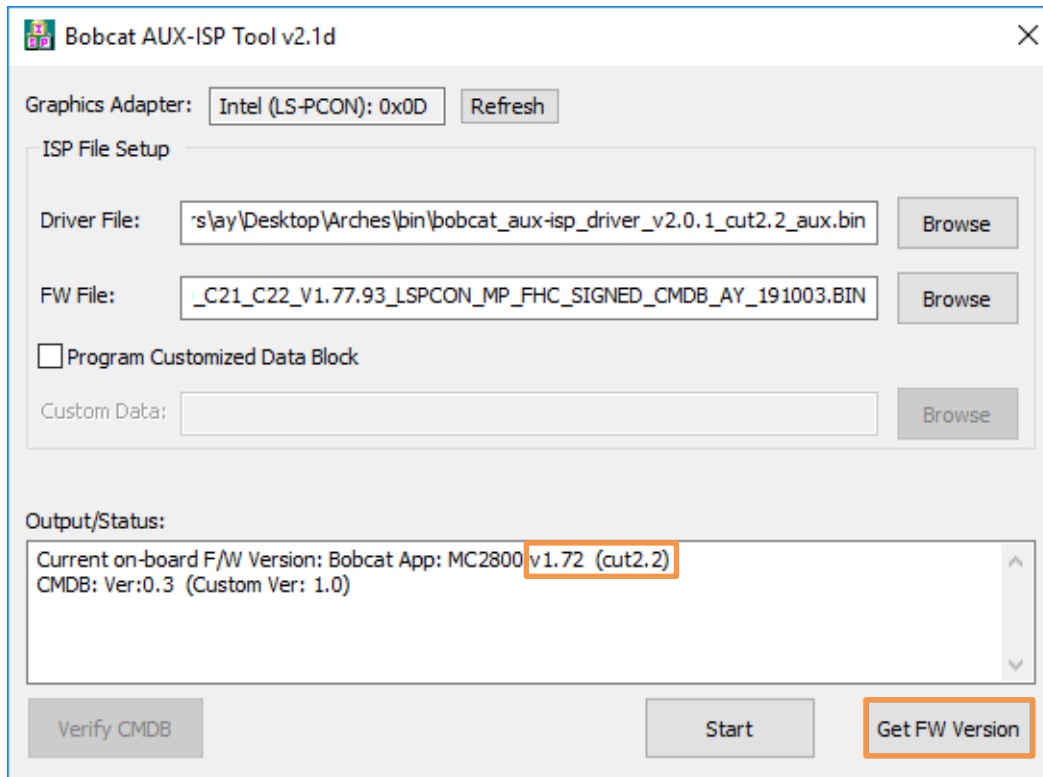 Bobcat AUX-ISP Tool v2.1d
Graphics Adapter: Intel (LS-PCON): 0x0D Refresh
ISP File Setup
Driver File: rs\ay\Desktop\Arches\bin\bobcat_aux-isp_driver_v2.0.1_cut2.2_aux.bin Browse
FW File: _C21_C22_V1.77.93_LSPCON_MP_FHC_SIGNED_CMDB_AY_191003.BIN Browse
Program Customized Data Block
Custom Data: Browse
Output/Status:
Current on-board F/W Version: Bobcat App: MC2800 v1.72 (cut2.2)
CMDB: Ver:0.3 (Custom Ver: 1.0)
Verify CMDB Start Get FW Version